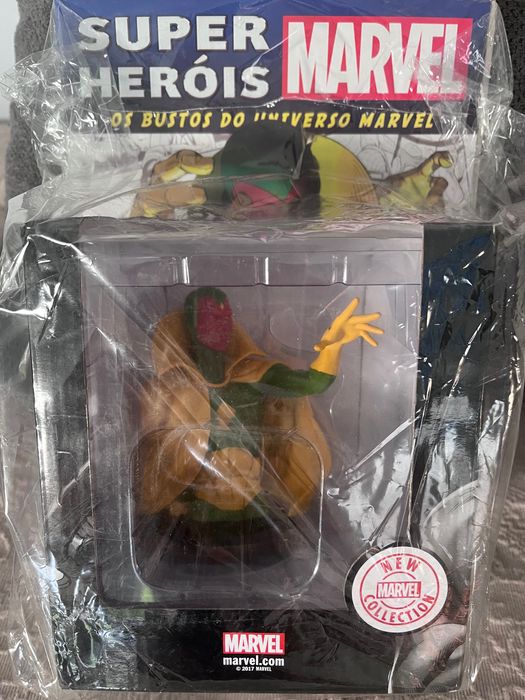 SUPER
HERÓIS
MARVEL
OS BUSTOS DO UNIVERSO MARVEL
NEW
MARVEL
COLLECTION
MARVEL
marvel.com
© 2017 MARVEL